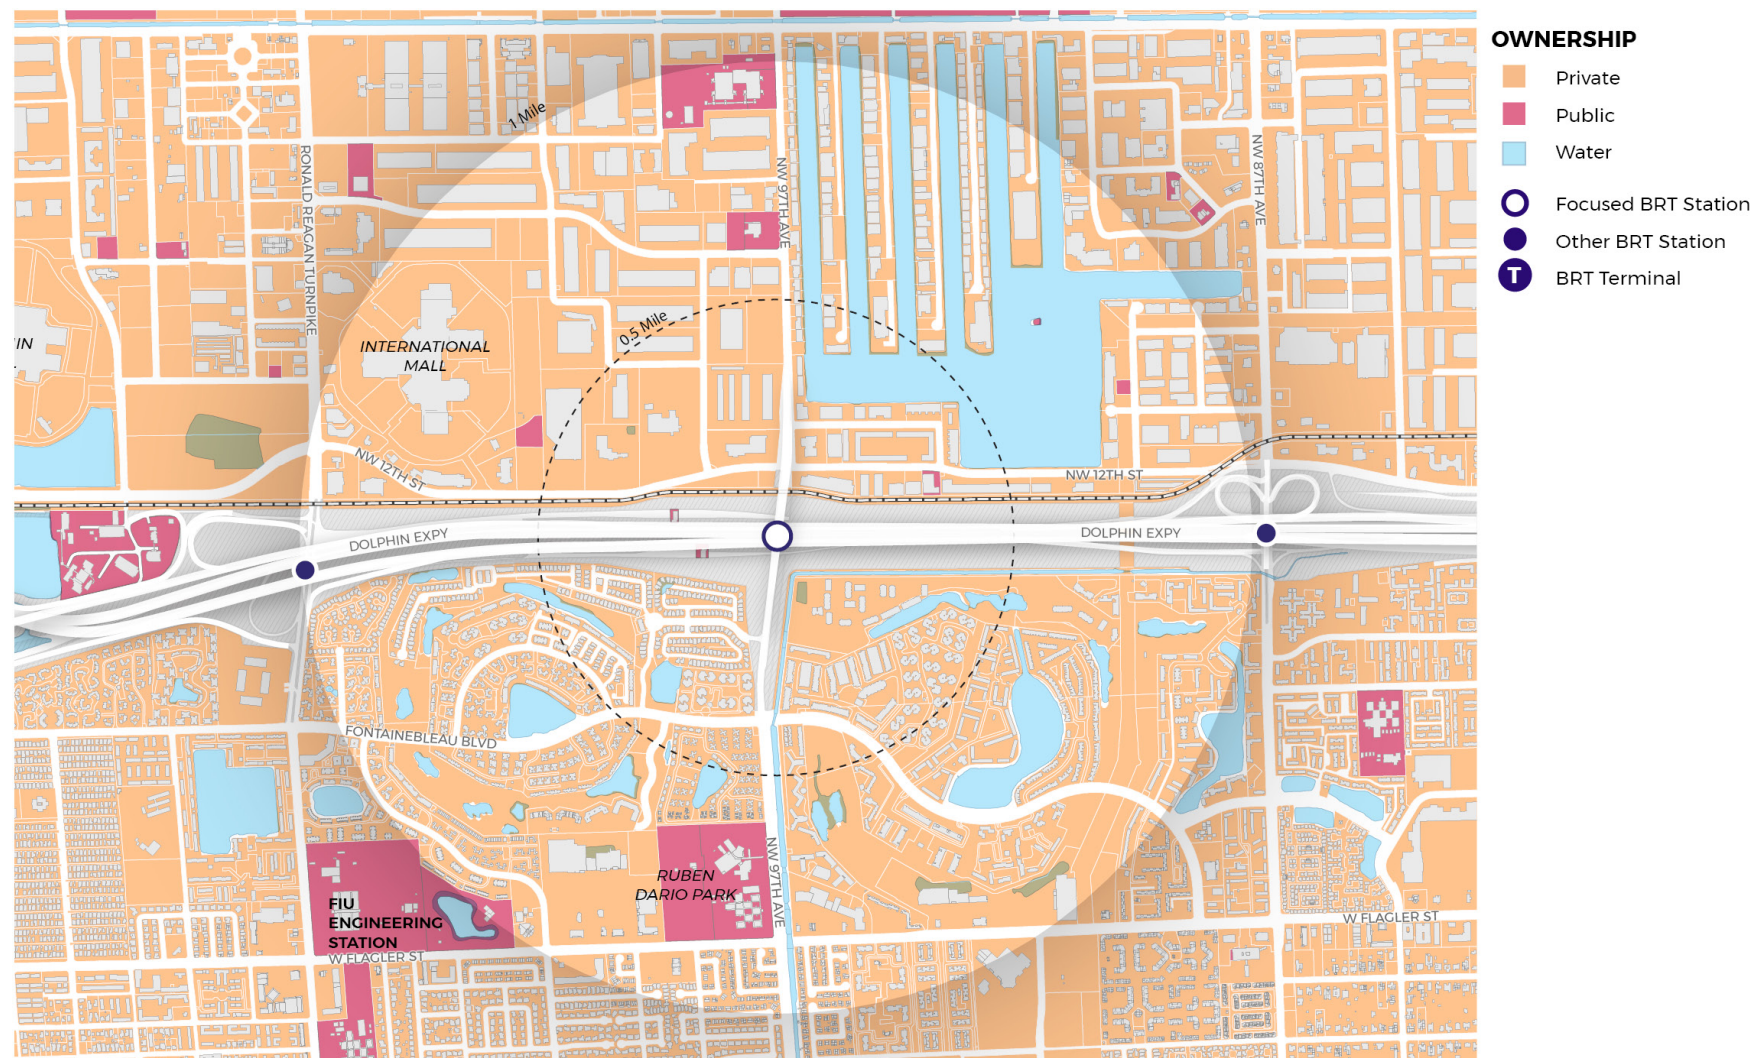 OWNERSHIP
Private
Public
Water
Focused BRT Station
Other BRT Station
T
BRT Terminal
1 Mile
RONALD REAGAN TURNPIKE
NW 97TH AVE
NW 87TH AVE
0.5 Mile
INTERNATIONAL
MALL
IN
NW 12TH ST
NW 12TH ST
DOLPHIN EXPY
DOLPHIN EXPY
FONTAINEBLEAU BLVD
NW 97TH AVE
RUBEN
DARIO PARK
FIU
ENGINEERING
STATION
W FLAGLER ST
W FLAGLER ST